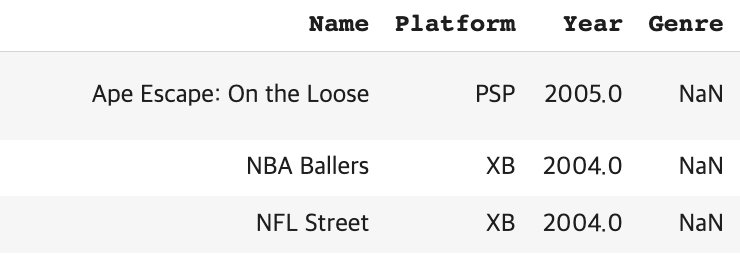 Name Platform Year Genre
Ape Escape: On the Loose PSP 2005.0 NaN
NBA Ballers XB 2004.0 NaN
NFL Street XB 2004.0 NaN